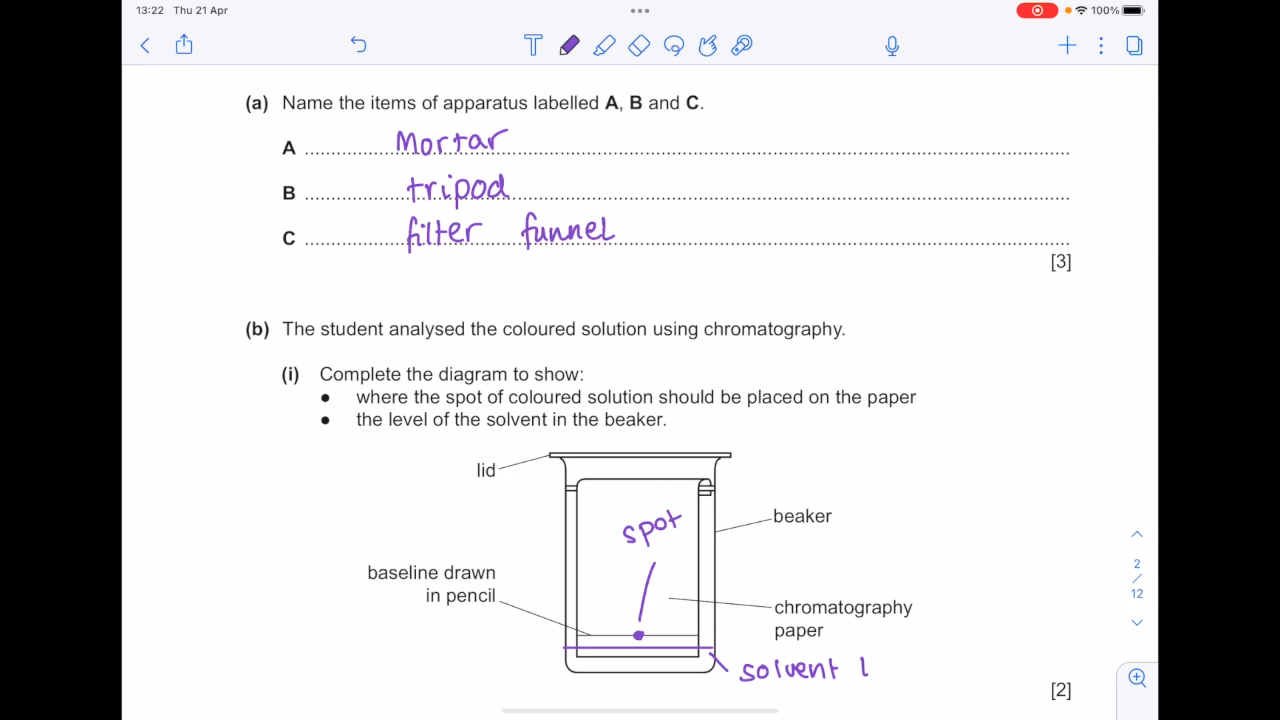 13:22 Thu 21 Apr
100%
T
(a) Name the items of apparatus labelled A, B and C.
A Mortar
B tripod
C filter funnel
[3]
(b) The student analysed the coloured solution using chromatography.
(i) Complete the diagram to show:
• where the spot of coloured solution should be placed on the paper
• the level of the solvent in the beaker.
lid
spot
beaker
baseline drawn
in pencil
chromatography
paper
solvent l
[2]
2
/
12